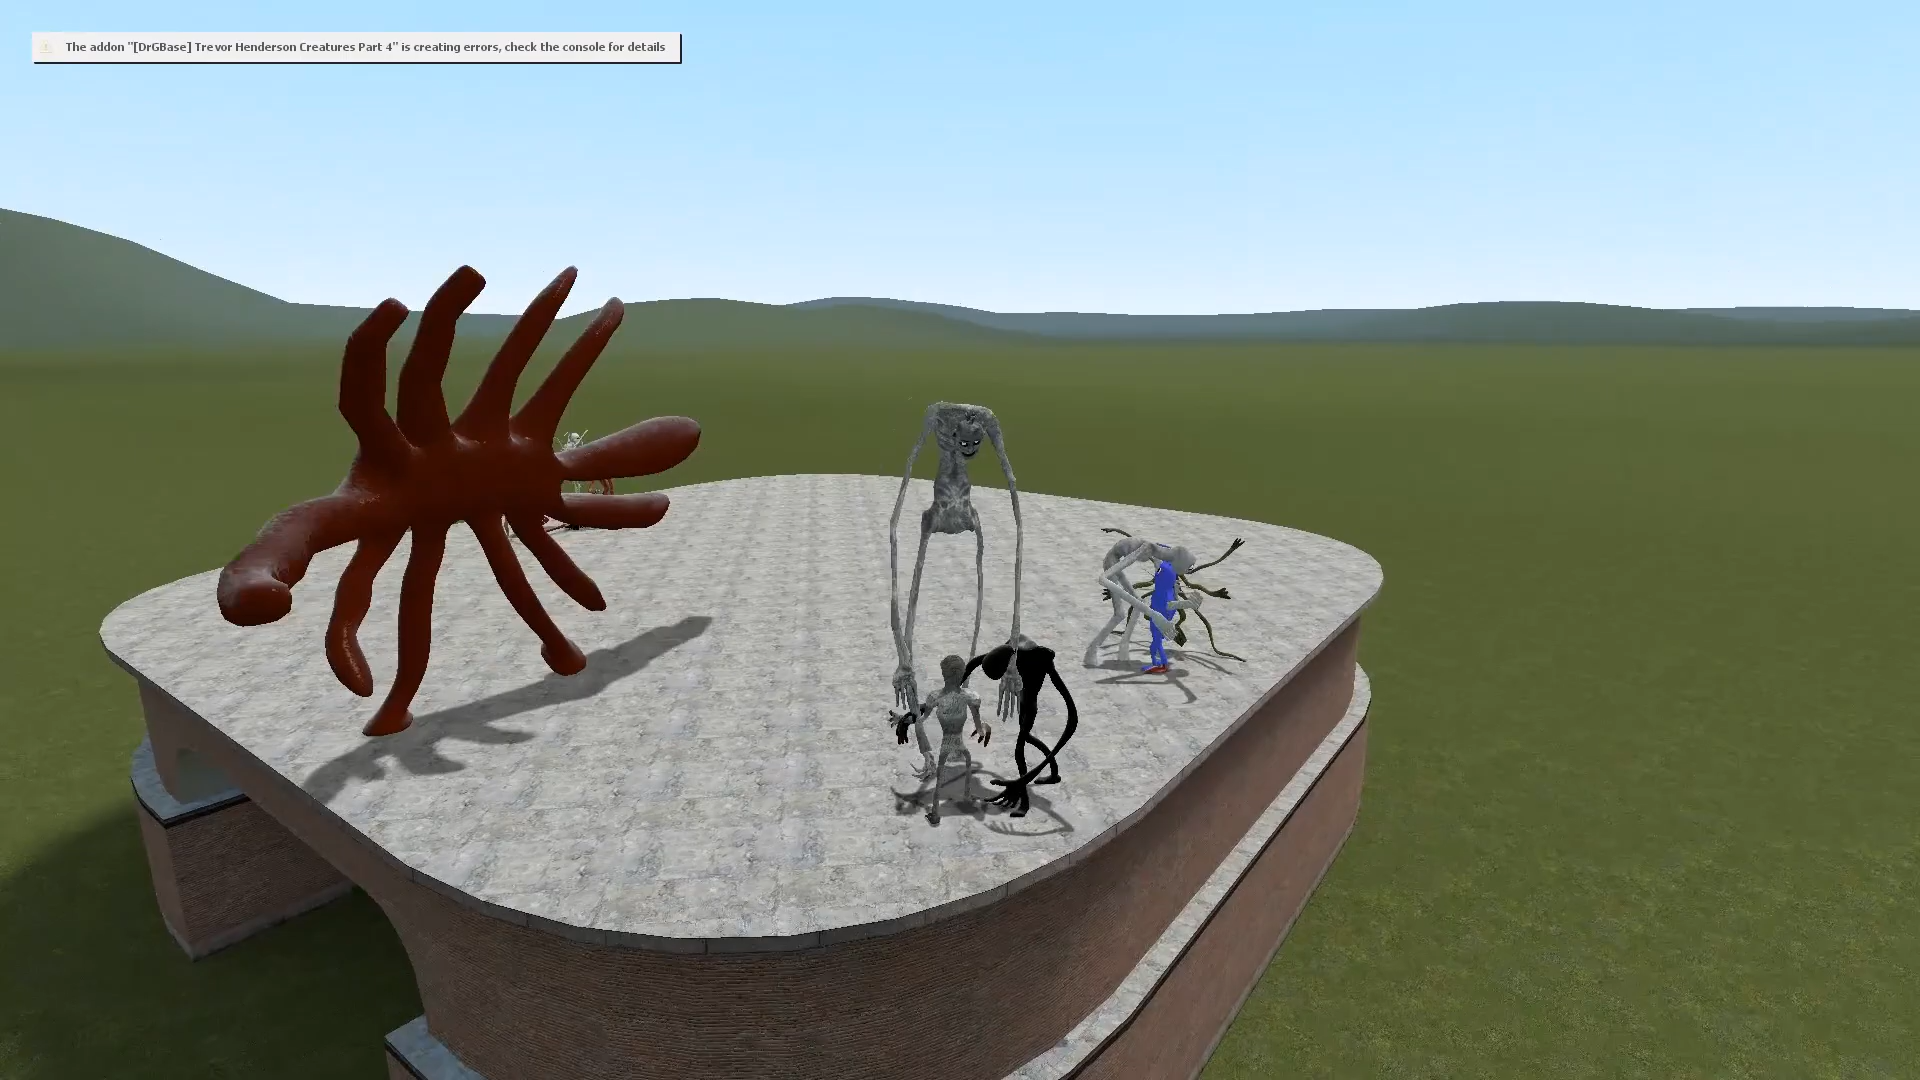 The addon "[DrGBase] Trevor Henderson Creatures Part 4" is creating errors, check the console for details